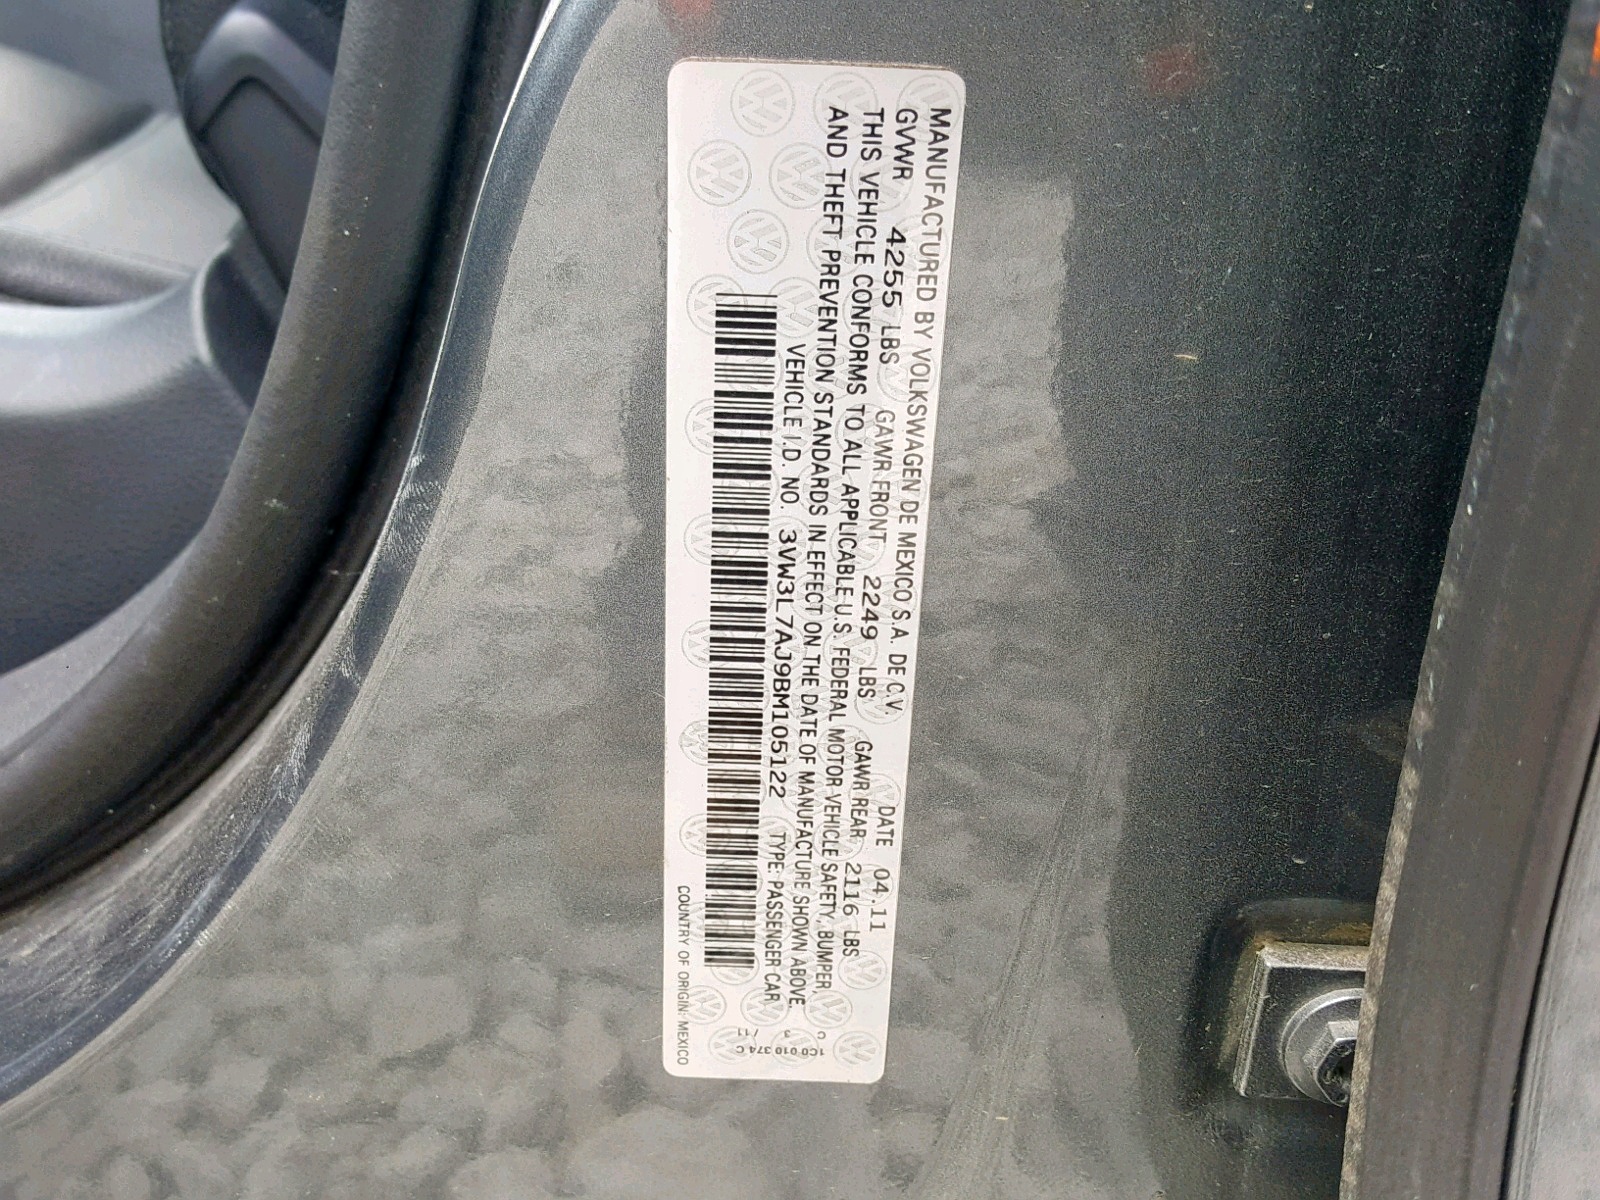 MANUFACTURED BY VOLKSWAGEN DE MEXICO S.A. DE C.V. DATE 04.11
GVWR 4255 LBS GAWR FRONT 2249 LBS GAWR REAR 2116 LBS
THIS VEHICLE CONFORMS TO ALL APPLICABLE U.S. FEDERAL MOTOR VEHICLE SAFETY, BUMPER,
AND THEFT PREVENTION STANDARDS IN EFFECT ON THE DATE OF MANUFACTURE SHOWN ABOVE.
VEHICLE I.D. NO. 3VW3L7AJ9BM105122 TYPE: PASSENGER CAR
COUNTRY OF ORIGIN: MEXICO
1C0 010 374 C